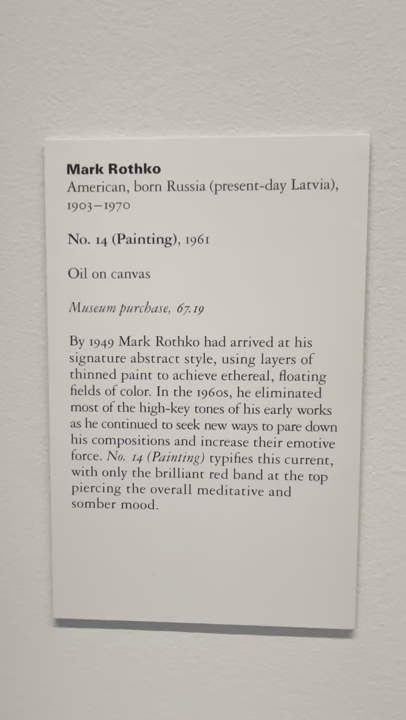 Mark Rothko
American, born Russia (present-day Latvia),
1903–1970
No. 14 (Painting), 1961
Oil on canvas
Museum purchase, 67.19
By 1949 Mark Rothko had arrived at his
signature abstract style, using layers of
thinned paint to achieve ethereal, floating
fields of color. In the 1960s, he eliminated
most of the high-key tones of his early works
as he continued to seek new ways to pare down
his compositions and increase their emotive
force. No. 14 (Painting) typifies this current,
with only the brilliant red band at the top
piercing the overall meditative and
somber mood.